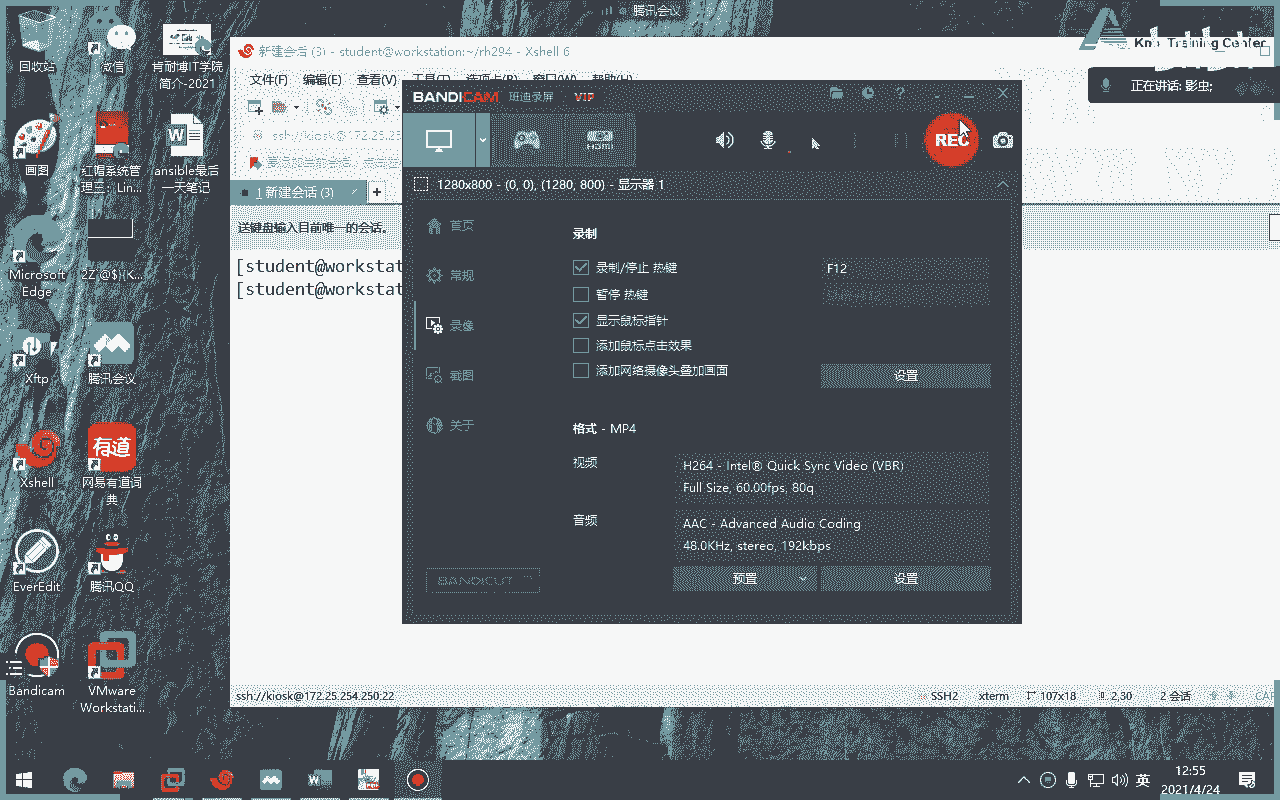 腾讯会议
回收站
微信
肯耐博IT学院
简介-2021
画图
红帽系统管
理三：Lin...
ansible最后
一天笔记
Microsoft
Edge
Xftp
腾讯会议
Xshell
有道
网易有道词
典
EverEdit
腾讯QQ
Bandicam
VMware
Workstati...
新建会话 (3) - student@workstation:~/rh294 - Xshell 6
文件(F) 编辑(E) 查看(V) 工具(T) 选项卡(B) 窗口(W) 帮助(H)
ssh://kiosk@172.25.254.250:22
1 新建会话 (3)
送键盘输入目前唯一的会话。
[student@workstat
[student@workstat
Training Center
正在讲话: 影虫;
BANDICAM 班迪录屏 VIP
HDMI
REC
1280x800 - (0, 0), (1280, 800) - 显示器 1
首页
常规
录像
截图
关于
录制
录制/停止 热键 F12
暂停 热键
显示鼠标指针
添加鼠标点击效果
添加网络摄像头叠加画面
设置
格式 - MP4
视频
H264 - Intel® Quick Sync Video (VBR)
Full Size, 60.00fps, 80q
音频
AAC - Advanced Audio Coding
48.0KHz, stereo, 192kbps
预置 设置
BANDICUT
ssh://kiosk@172.25.254.250:22 SSH2 xterm 107x18 2,30 2 会话
英
12:55
2021/4/24